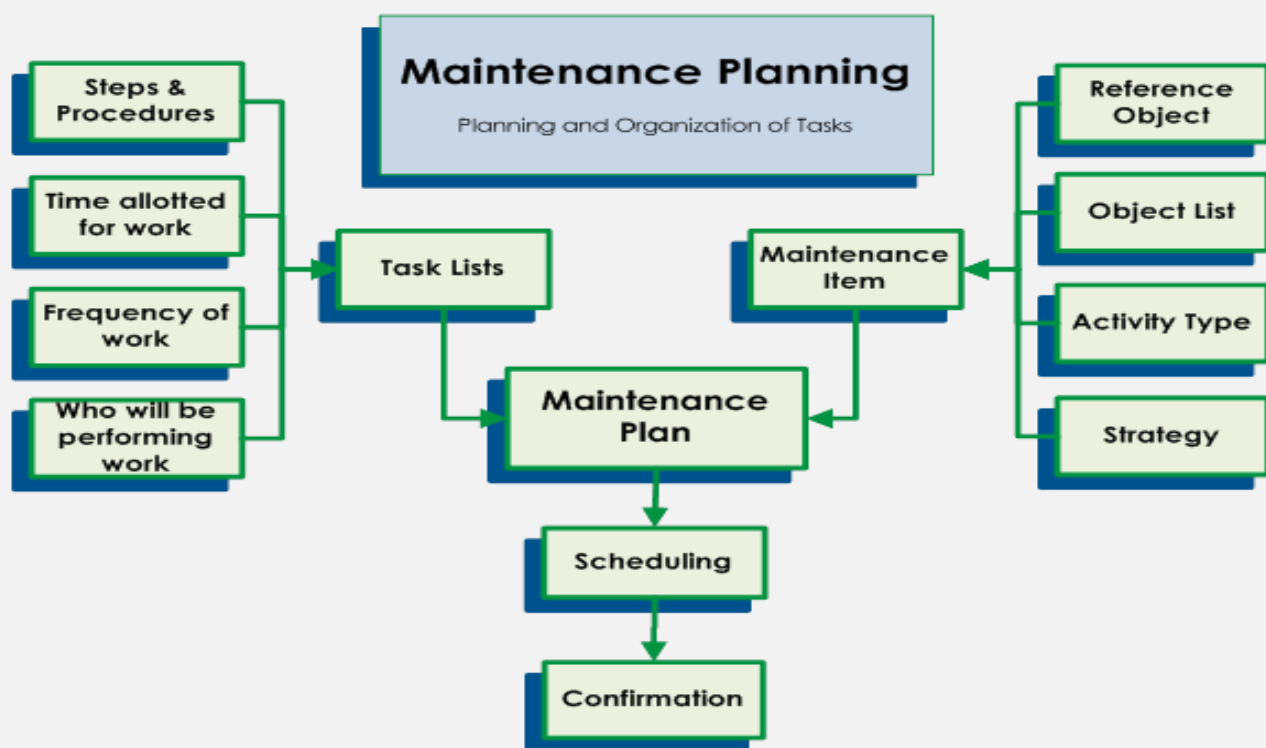 Maintenance Planning
Planning and Organization of Tasks
Steps &
Procedures
Time allotted
for work
Frequency of
work
Who will be
performing
work
Task Lists
Maintenance
Item
Reference
Object
Object List
Activity Type
Strategy
Maintenance
Plan
Scheduling
Confirmation